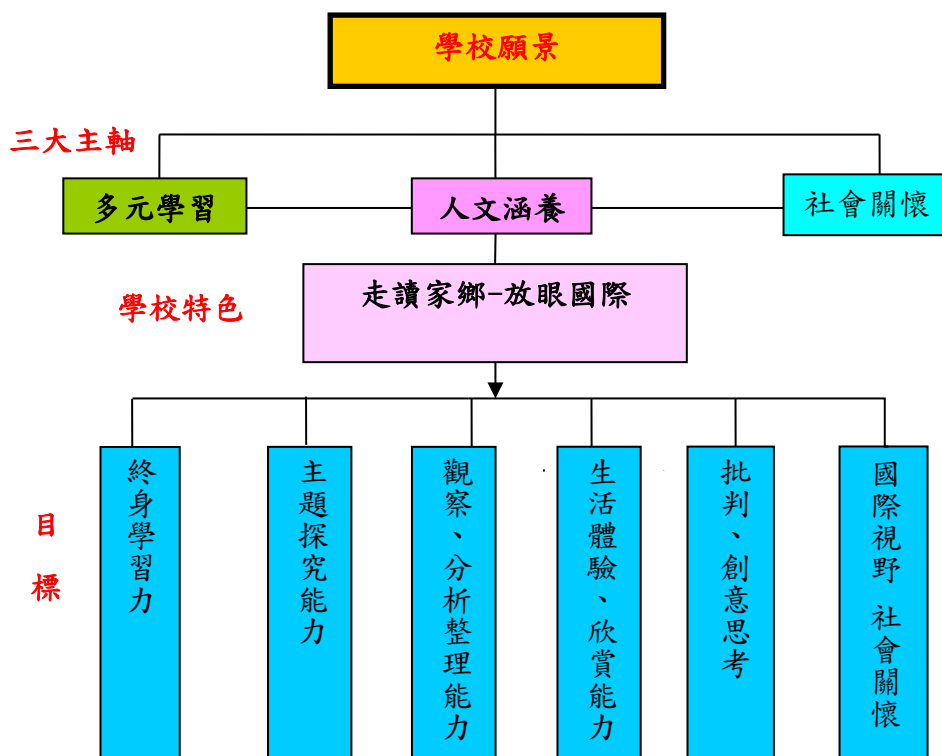 學校願景
三大主軸
多元學習
人文涵養
社會關懷
學校特色
走讀家鄉-放眼國際
目
標
終身學習力
主題探究能力
觀察、分析整理能力
生活體驗、欣賞能力
批判、創意思考
國際視野 社會關懷